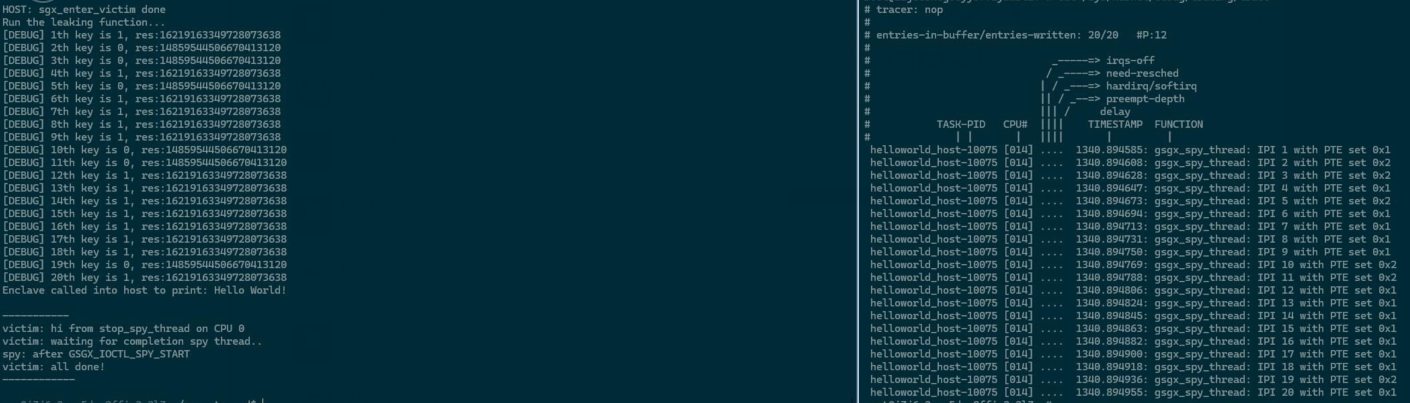 HOST: sgx_enter_victim done
Run the leaking function...
[DEBUG] 1th key is 1, res:16219163349728073638
[DEBUG] 2th key is 0, res:14859544506670413120
[DEBUG] 3th key is 0, res:14859544506670413120
[DEBUG] 4th key is 1, res:16219163349728073638
[DEBUG] 5th key is 0, res:14859544506670413120
[DEBUG] 6th key is 1, res:16219163349728073638
[DEBUG] 7th key is 1, res:16219163349728073638
[DEBUG] 8th key is 1, res:16219163349728073638
[DEBUG] 9th key is 1, res:16219163349728073638
[DEBUG] 10th key is 0, res:14859544506670413120
[DEBUG] 11th key is 0, res:14859544506670413120
[DEBUG] 12th key is 1, res:16219163349728073638
[DEBUG] 13th key is 1, res:16219163349728073638
[DEBUG] 14th key is 1, res:16219163349728073638
[DEBUG] 15th key is 1, res:16219163349728073638
[DEBUG] 16th key is 1, res:16219163349728073638
[DEBUG] 17th key is 1, res:16219163349728073638
[DEBUG] 18th key is 1, res:16219163349728073638
[DEBUG] 19th key is 0, res:14859544506670413120
[DEBUG] 20th key is 1, res:16219163349728073638
Enclave called into host to print: Hello World!
-----------
victim: hi from stop_spy_thread on CPU 0
victim: waiting for completion spy thread..
spy: after GSGX_IOCTL_SPY_START
victim: all done!
------------
# tracer: nop
#
# entries-in-buffer/entries-written: 20/20   #P:12
#
#                              _-----=> irqs-off
#                             / _----=> need-resched
#                            | / _---=> hardirq/softirq
#                            || / _--=> preempt-depth
#                            ||| /     delay
#           TASK-PID   CPU#  ||||    TIMESTAMP  FUNCTION
#              | |       |   ||||       |         |
helloworld_host-10075 [014] ....  1340.894585: gsgx_spy_thread: IPI 1 with PTE set 0x1
helloworld_host-10075 [014] ....  1340.894608: gsgx_spy_thread: IPI 2 with PTE set 0x2
helloworld_host-10075 [014] ....  1340.894628: gsgx_spy_thread: IPI 3 with PTE set 0x2
helloworld_host-10075 [014] ....  1340.894647: gsgx_spy_thread: IPI 4 with PTE set 0x1
helloworld_host-10075 [014] ....  1340.894673: gsgx_spy_thread: IPI 5 with PTE set 0x2
helloworld_host-10075 [014] ....  1340.894694: gsgx_spy_thread: IPI 6 with PTE set 0x1
helloworld_host-10075 [014] ....  1340.894713: gsgx_spy_thread: IPI 7 with PTE set 0x1
helloworld_host-10075 [014] ....  1340.894731: gsgx_spy_thread: IPI 8 with PTE set 0x1
helloworld_host-10075 [014] ....  1340.894750: gsgx_spy_thread: IPI 9 with PTE set 0x1
helloworld_host-10075 [014] ....  1340.894769: gsgx_spy_thread: IPI 10 with PTE set 0x2
helloworld_host-10075 [014] ....  1340.894788: gsgx_spy_thread: IPI 11 with PTE set 0x2
helloworld_host-10075 [014] ....  1340.894806: gsgx_spy_thread: IPI 12 with PTE set 0x1
helloworld_host-10075 [014] ....  1340.894824: gsgx_spy_thread: IPI 13 with PTE set 0x1
helloworld_host-10075 [014] ....  1340.894845: gsgx_spy_thread: IPI 14 with PTE set 0x1
helloworld_host-10075 [014] ....  1340.894863: gsgx_spy_thread: IPI 15 with PTE set 0x1
helloworld_host-10075 [014] ....  1340.894882: gsgx_spy_thread: IPI 16 with PTE set 0x1
helloworld_host-10075 [014] ....  1340.894900: gsgx_spy_thread: IPI 17 with PTE set 0x1
helloworld_host-10075 [014] ....  1340.894918: gsgx_spy_thread: IPI 18 with PTE set 0x1
helloworld_host-10075 [014] ....  1340.894936: gsgx_spy_thread: IPI 19 with PTE set 0x2
helloworld_host-10075 [014] ....  1340.894955: gsgx_spy_thread: IPI 20 with PTE set 0x1